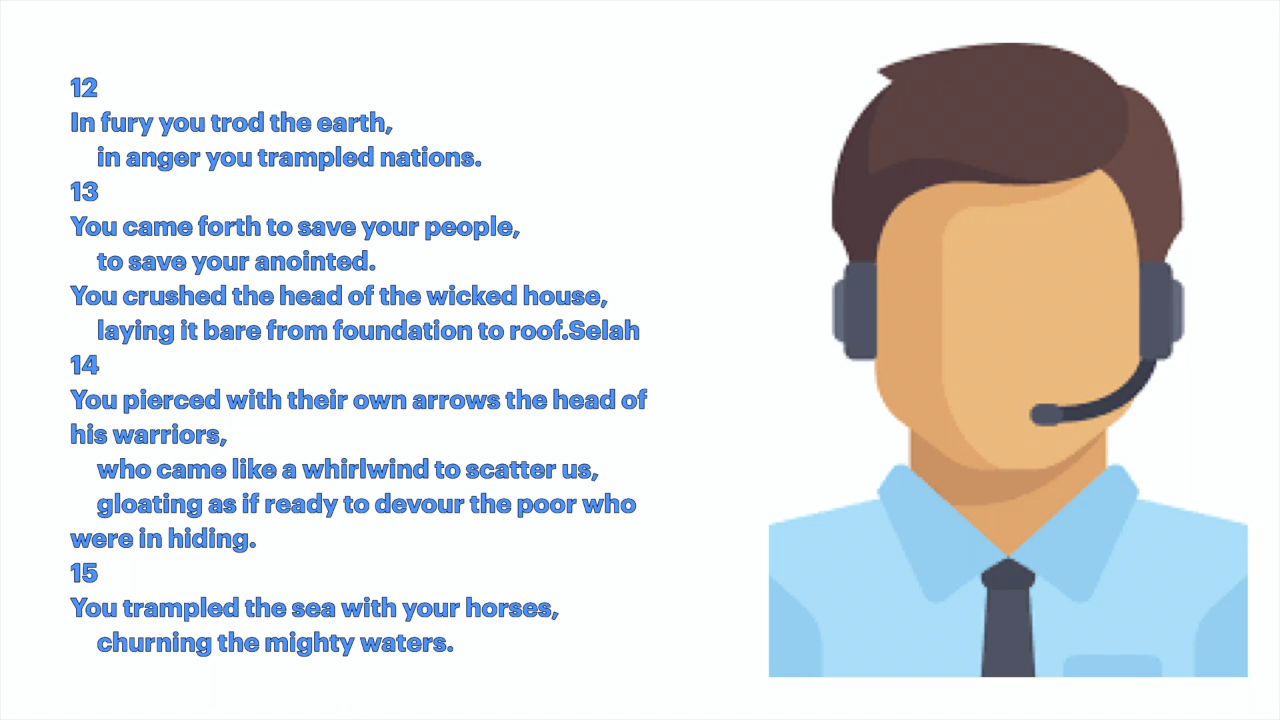 12
In fury you trod the earth,
in anger you trampled nations.
13
You came forth to save your people,
to save your anointed.
You crushed the head of the wicked house,
laying it bare from foundation to roof.Selah
14
You pierced with their own arrows the head of
his warriors,
who came like a whirlwind to scatter us,
gloating as if ready to devour the poor who
were in hiding.
15
You trampled the sea with your horses,
churning the mighty waters.